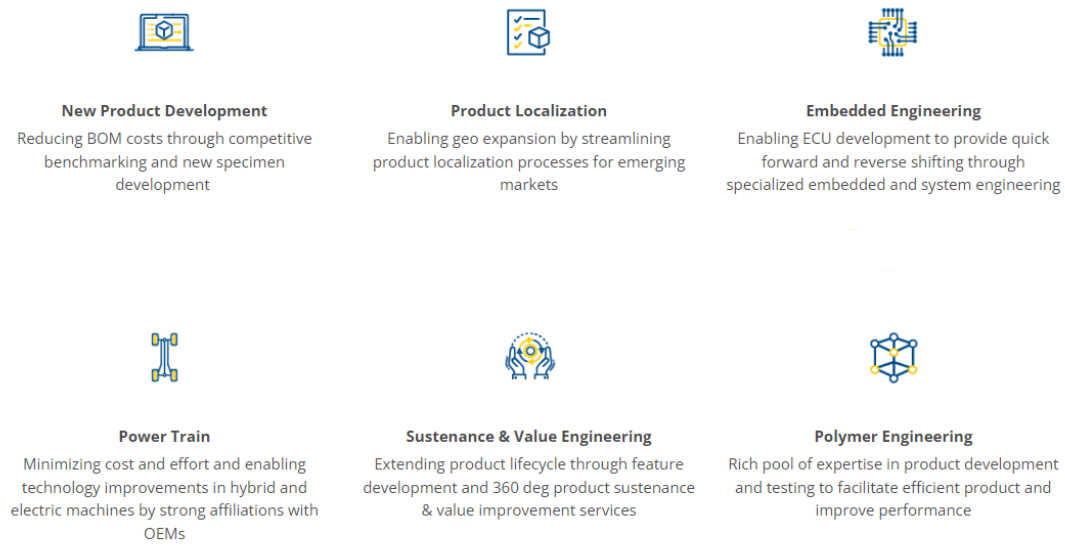 New Product Development
Reducing BOM costs through competitive
benchmarking and new specimen
development
Product Localization
Enabling geo expansion by streamlining
product localization processes for emerging
markets
Embedded Engineering
Enabling ECU development to provide quick
forward and reverse shifting through
specialized embedded and system engineering
Power Train
Minimizing cost and effort and enabling
technology improvements in hybrid and
electric machines by strong affiliations with
OEMs
Sustenance & Value Engineering
Extending product lifecycle through feature
development and 360 deg product sustenance
& value improvement services
Polymer Engineering
Rich pool of expertise in product development
and testing to facilitate efficient product and
improve performance